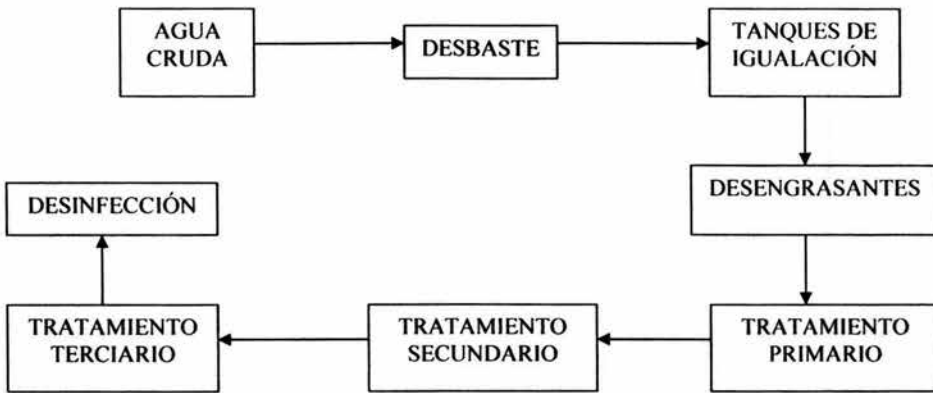 AGUA
CRUDA
DESBASTE
TANQUES DE
IGUALACIÓN
DESENGRASANTES
TRATAMIENTO
PRIMARIO
TRATAMIENTO
SECUNDARIO
TRATAMIENTO
TERCIARIO
DESINFECCIÓN